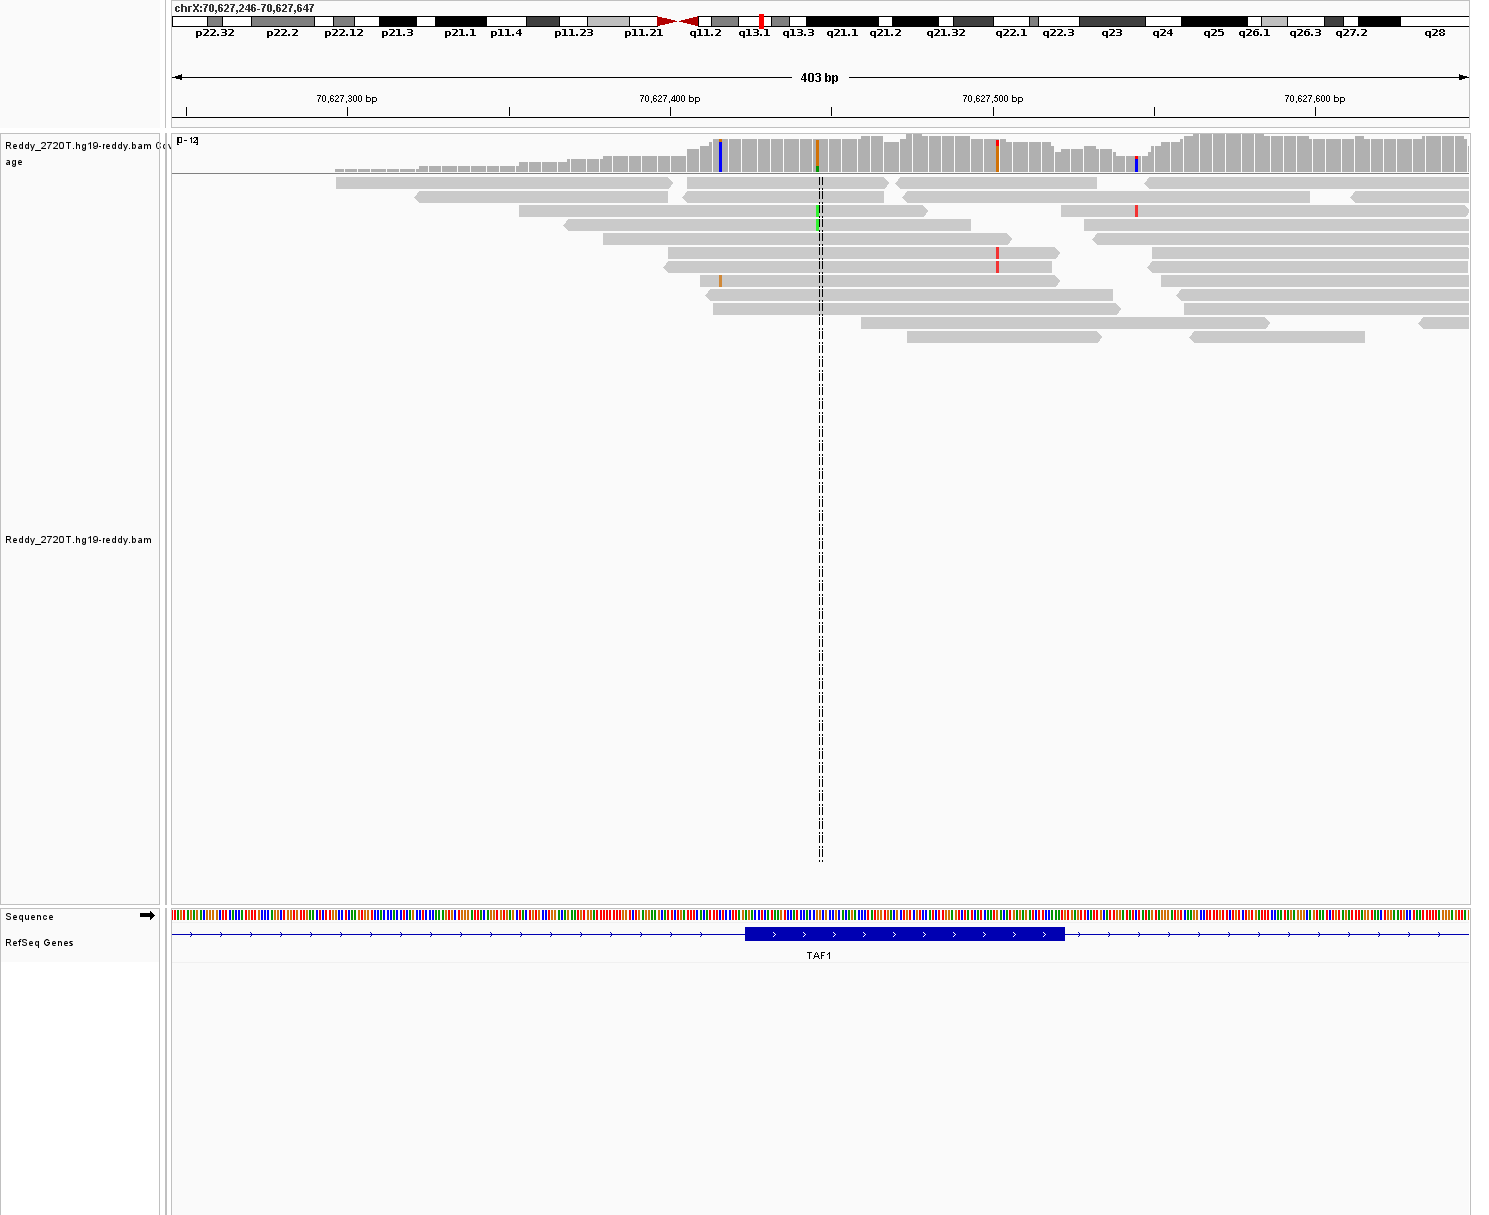 chrX:70,627,246-70,627,647
p22.32 p22.2 p22.12 p21.3 p21.1 p11.4 p11.23 p11.21 q11.2 q13.1 q13.3 q21.1 q21.2 q21.32 q22.1 q22.3 q23 q24 q25 q26.1 q26.3 q27.2 q28
403 bp
70,627,300 bp 70,627,400 bp 70,627,500 bp 70,627,600 bp
Reddy_2720T.hg19-reddy.bam Cov
age
[0 - 12]
Reddy_2720T.hg19-reddy.bam
Sequence
RefSeq Genes
TAF1